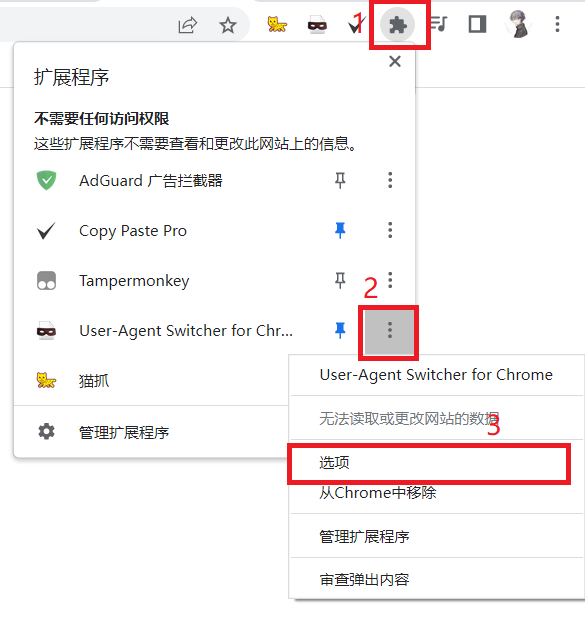 1
扩展程序
不需要任何访问权限
这些扩展程序不需要查看和更改此网站上的信息。
AdGuard 广告拦截器
Copy Paste Pro
Tampermonkey
2
User-Agent Switcher for Chr...
猫抓
管理扩展程序
User-Agent Switcher for Chrome
无法读取或更改网站的数据
3
选项
从Chrome中移除
管理扩展程序
审查弹出内容